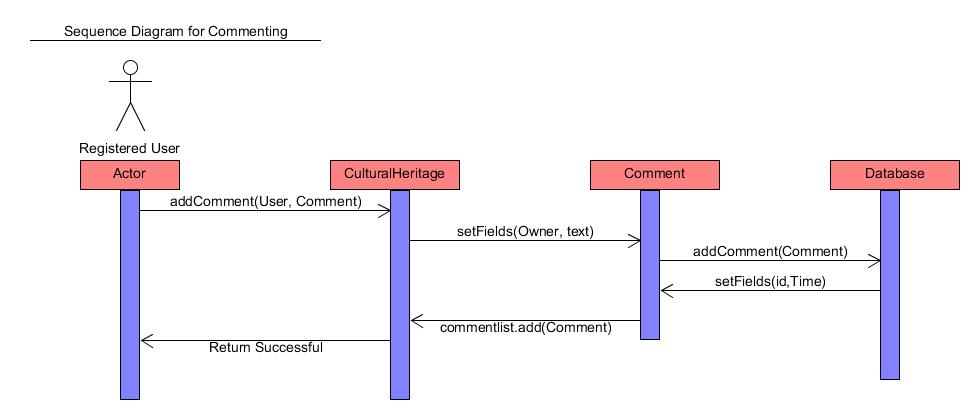 Sequence Diagram for Commenting
Registered User
Actor
CulturalHeritage
Comment
Database
addComment(User, Comment)
setFields(Owner, text)
addComment(Comment)
setFields(id,Time)
commentlist.add(Comment)
Return Successful